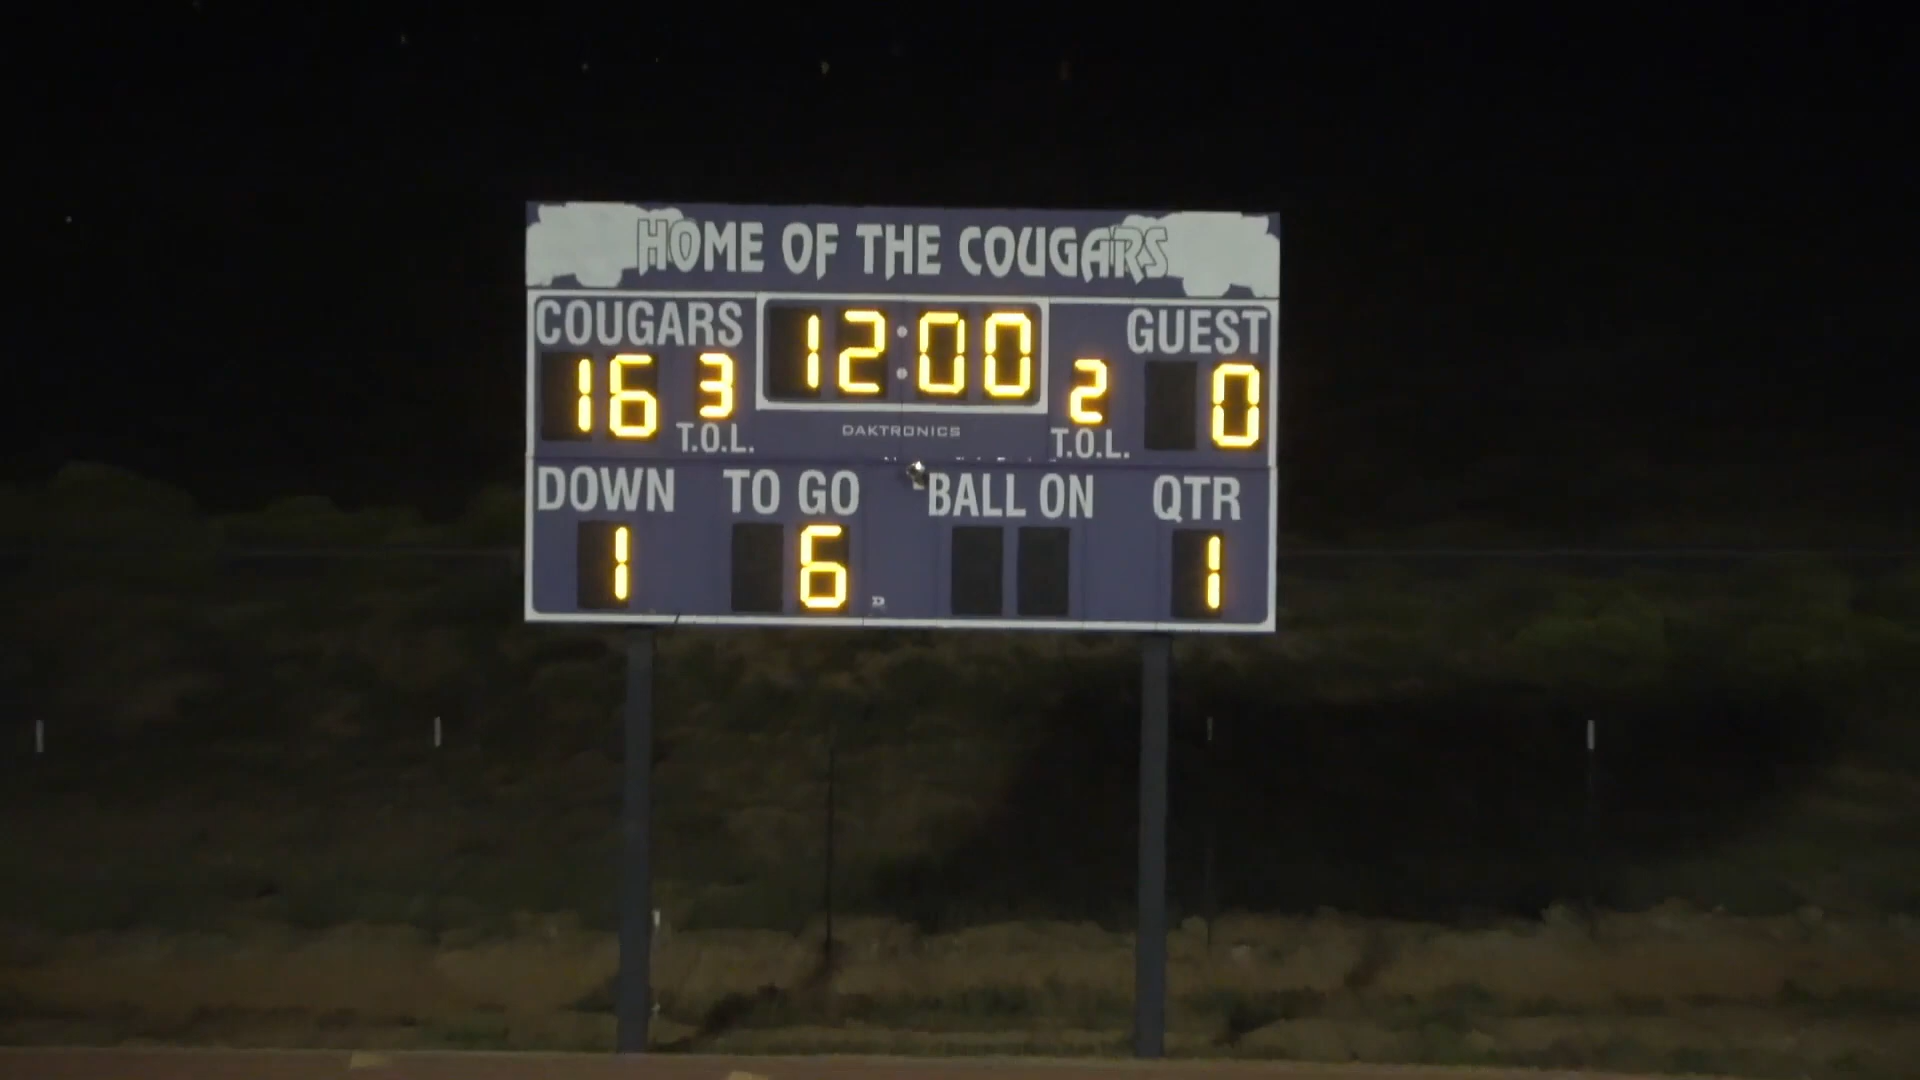 HOME OF THE COUGARS
COUGARS 12:00 GUEST
16 3 2 0
T.O.L. DAKTRONICS T.O.L.
DOWN TO GO BALL ON QTR
1 6 1